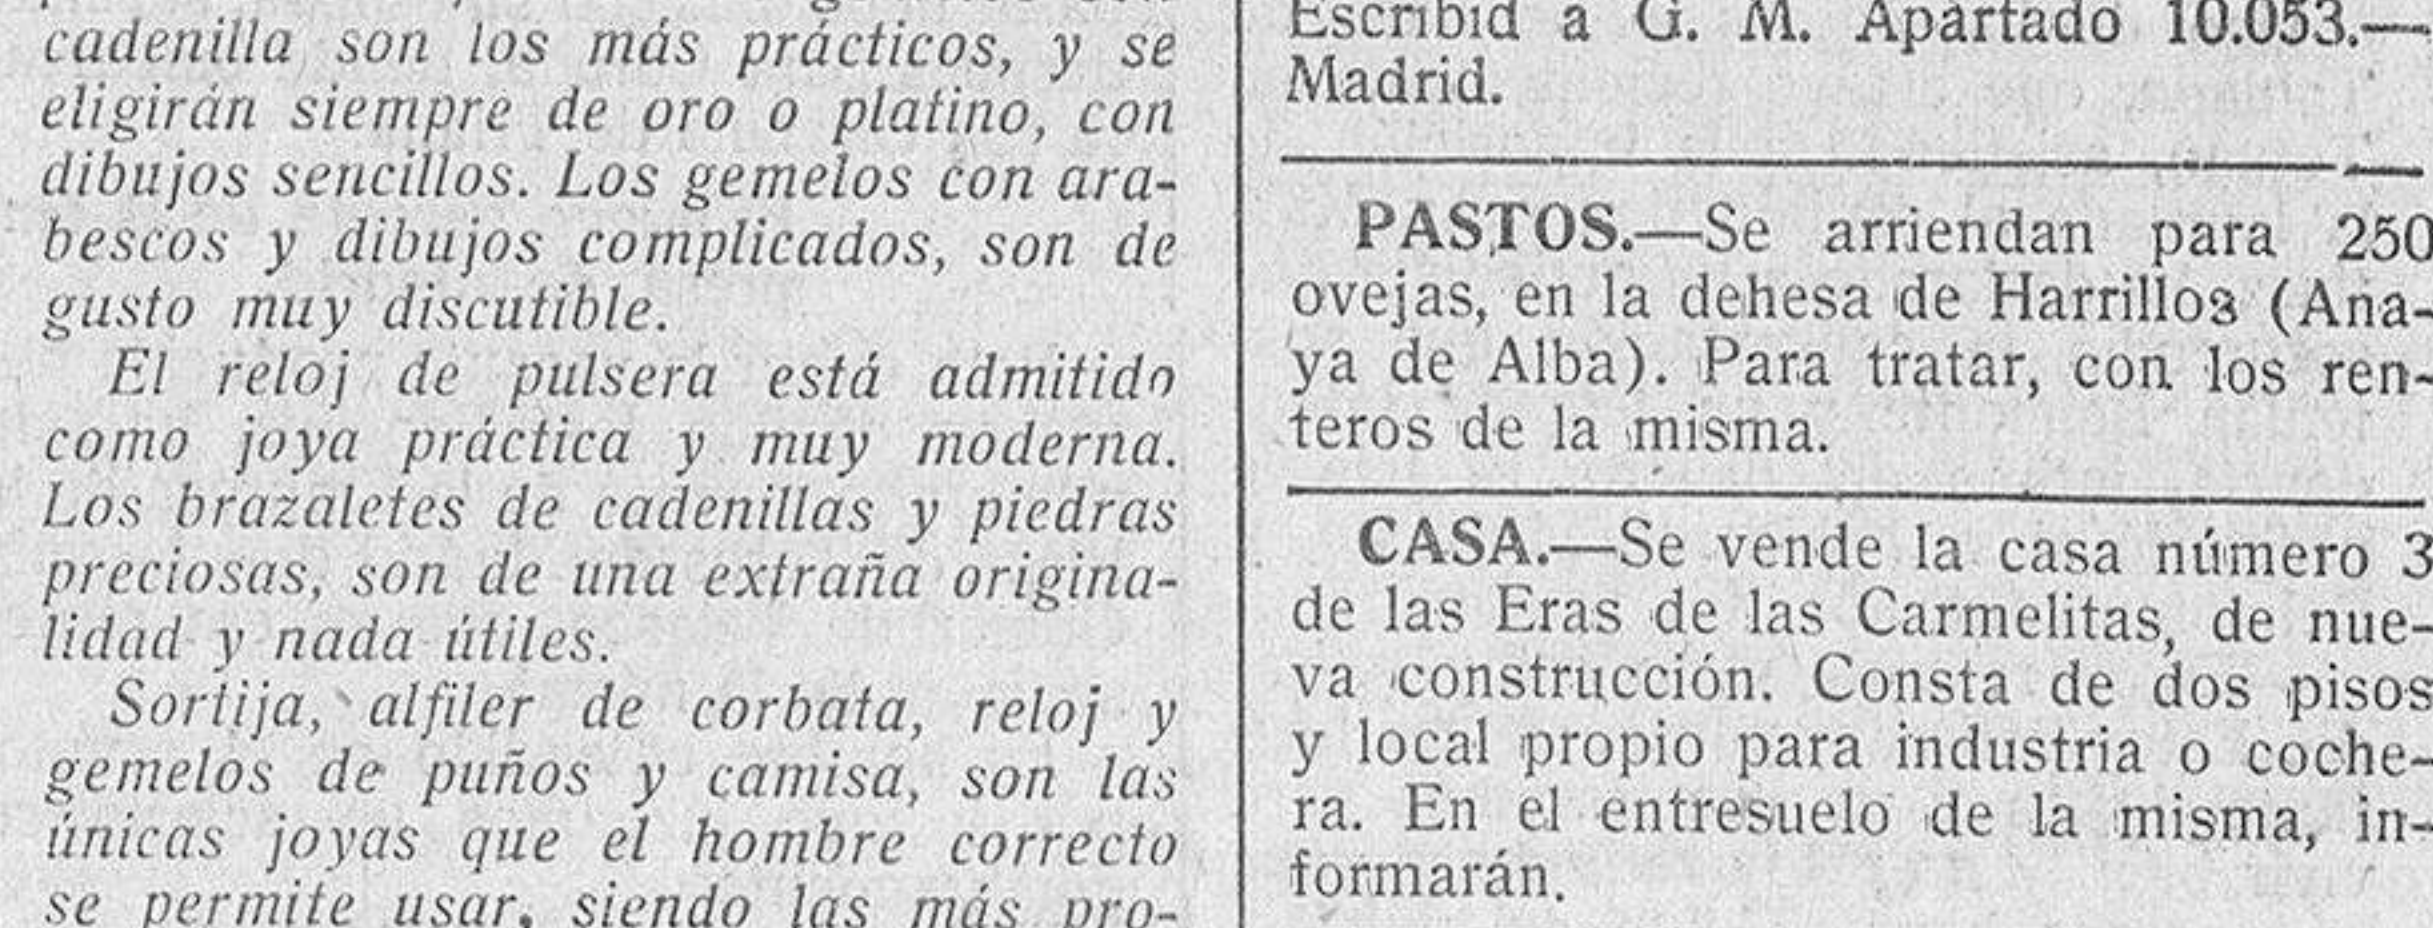 cadenilla son los más prácticos, y se
eligirán siempre de oro o platino, con
dibujos sencillos. Los gemelos con ara-
bescos y dibujos complicados, son de
gusto muy discutible.
El reloj de pulsera está admitido
como joya práctica y muy moderna.
Los brazaletes de cadenillas y piedras
preciosas, son de una extraña origina-
lidad y nada útiles.
Sortija, alfiler de corbata, reloj y
gemelos de puños y camisa, son las
únicas joyas que el hombre correcto
se permite usar, siendo las más pro-
Escribid a G. M. Apartado 10.053.—
Madrid.
PASTOS.—Se arriendan para 250
ovejas, en la dehesa de Harrillos (Ana-
ya de Alba). Para tratar, con los ren-
teros de la misma.
CASA.—Se vende la casa número 3
de las Eras de las Carmelitas, de nue-
va construcción. Consta de dos pisos
y local propio para industria o coche-
ra. En el entresuelo de la misma, in-
formarán.